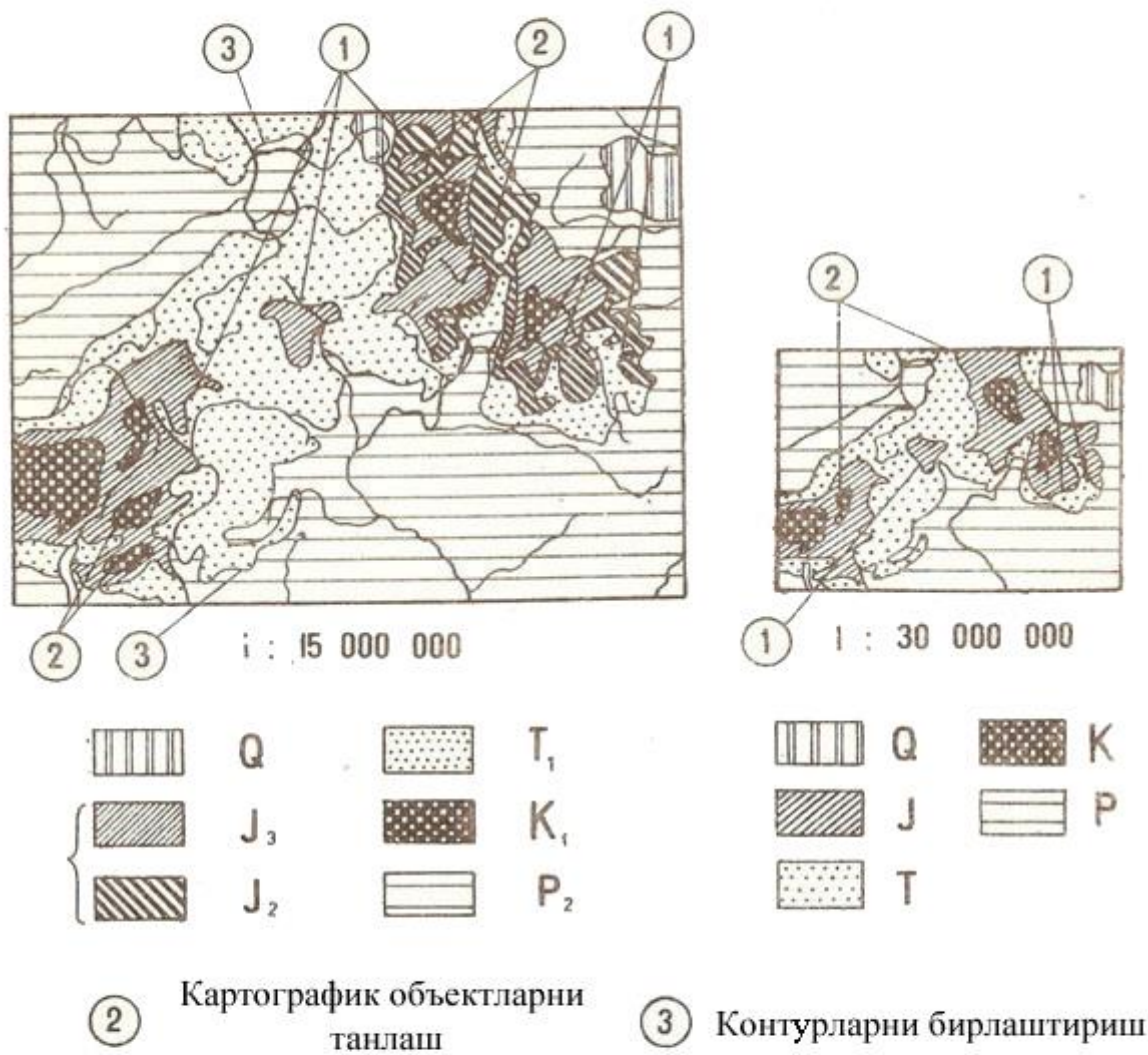 3 1 2 1
2 1
2 3 1 : 15 000 000
1 1 : 30 000 000
Q T₁ Q K
J₃ K₁ J P
J₂ P₂ T
2 Картографик объектларни танлаш
3 Контурларни бирлаштириш